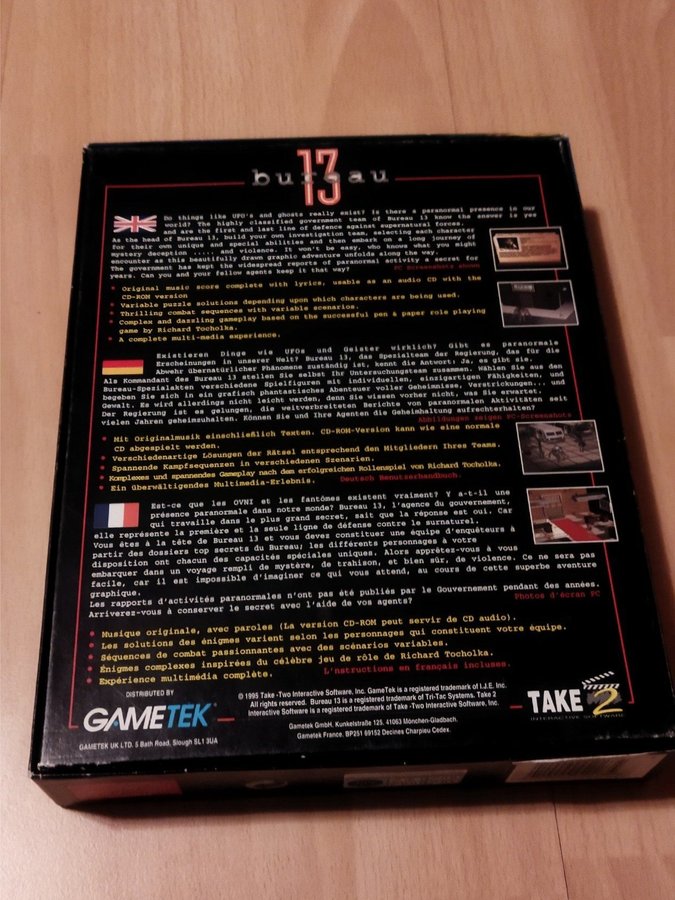 bureau
13
Do things like UFO's and ghosts really exist? Is there a paranormal presence in our
world? The highly classified government team of Bureau 13 know the answer is yes
and are the first and last line of defence against supernatural forces.
As the head of Bureau 13, build your own investigation team, selecting each character
for their own unique and special abilities and then embark on a long journey of
mystery deception ..... and violence. It won't be easy, who knows what you might
encounter as this beautifully drawn graphic adventure unfolds along the way.
The government has kept the widespread reports of paranormal activity a secret for
years. Can you and your fellow agents keep it that way? PC Screenshots shown
• Original music score complete with lyrics, usable as an audio CD with the
CD-ROM version
• Variable puzzle solutions depending upon which characters are being used.
• Thrilling combat sequences with variable scenarios.
• Complex and dazzling gameplay based on the successful pen & paper role playing
game by Richard Tocholka.
• A complete multi-media experience.
Existieren Dinge wie UFOs und Geister wirklich? Gibt es paranormale
Erscheinungen in unserer Welt? Bureau 13, das Spezialteam der Regierung, das für die
Abwehr übernatürlicher Phänomene zuständig ist, kennt die Antwort: Ja, es gibt sie.
Als Kommandant des Bureau 13 stellen Sie selbst Ihr Untersuchungsteam zusammen. Wählen Sie aus den
Bureau-Spezialakten verschiedene Spielfiguren mit individuellen, einzigartigen Fähigkeiten, und
begeben Sie sich in ein grafisch phantastisches Abenteuer voller Geheimnisse, Verstrickungen... und
Gewalt. Es wird allerdings nicht leicht werden, denn Sie wissen vorher nicht, was Sie erwartet.
Der Regierung ist es gelungen, die weitverbreiteten Berichte von paranormalen Aktivitäten seit
vielen Jahren geheimzuhalten. Können Sie und Ihre Agenten die Geheimhaltung aufrechterhalten?
Abbildungen zeigen PC-Screenshots
• Mit Originalmusik einschließlich Texten. CD-ROM-Version kann wie eine normale
CD abgespielt werden.
• Verschiedenartige Lösungen der Rätsel entsprechend den Mitgliedern Ihres Teams.
• Spannende Kampfsequenzen in verschiedenen Szenarien.
• Komplexes und spannendes Gameplay nach dem erfolgreichen Rollenspiel von Richard Tocholka.
• Ein überwältigendes Multimedia-Erlebnis. Deutsch Benutzerhandbuch.
Est-ce que les OVNI et les fantômes existent vraiment? Y a-t-il une
présence paranormale dans notre monde? Bureau 13, l'agence du gouvernement,
qui travaille dans le plus grand secret, sait que la réponse est oui. Car
elle représente la première et la seule ligne de défense contre le surnaturel.
Vous êtes à la tête de Bureau 13 et vous devez constituer une équipe d'enquêteurs à
partir des dossiers top secrets du Bureau; les différents personnages à votre
disposition ont chacun des capacités spéciales uniques. Alors apprêtez-vous à vous
embarquer dans un voyage rempli de mystère, de trahison, et bien sûr, de violence. Ce ne sera pas
facile, car il est impossible d'imaginer ce qui vous attend, au cours de cette superbe aventure
graphique.
Les rapports d'activités paranormales n'ont pas été publiés par le Gouvernement pendant des années.
Arriverez-vous à conserver le secret avec l'aide de vos agents? Photos d'écran PC
• Musique originale, avec paroles (La version CD-ROM peut servir de CD audio).
• Les solutions des énigmes varient selon les personnages qui constituent votre équipe.
• Séquences de combat passionnantes avec des scénarios variables.
• Énigmes complexes inspirées du célèbre jeu de rôle de Richard Tocholka.
• Expérience multimédia complète. L'nstructions en français incluses.
DISTRIBUTED BY
GAMETEK
GAMETEK UK LTD. 5 Bath Road, Slough SL1 3UA
© 1995 Take -Two Interactive Software, Inc. GameTek is a registered trademark of I.J.E. Inc.
All rights reserved. Bureau 13 is a registered trademark of Tri-Tac Systems. Take 2
Interactive Software is a registered trademark of Take-Two Interactive Software, Inc.
Gametek GmbH. Kunkelstraße 125. 41063 Mönchen-Gladbach.
Gametek France. BP251 69152 Decines Charpieu Cedex.
TAKE 2
INTERACTIVE SOFTWARE